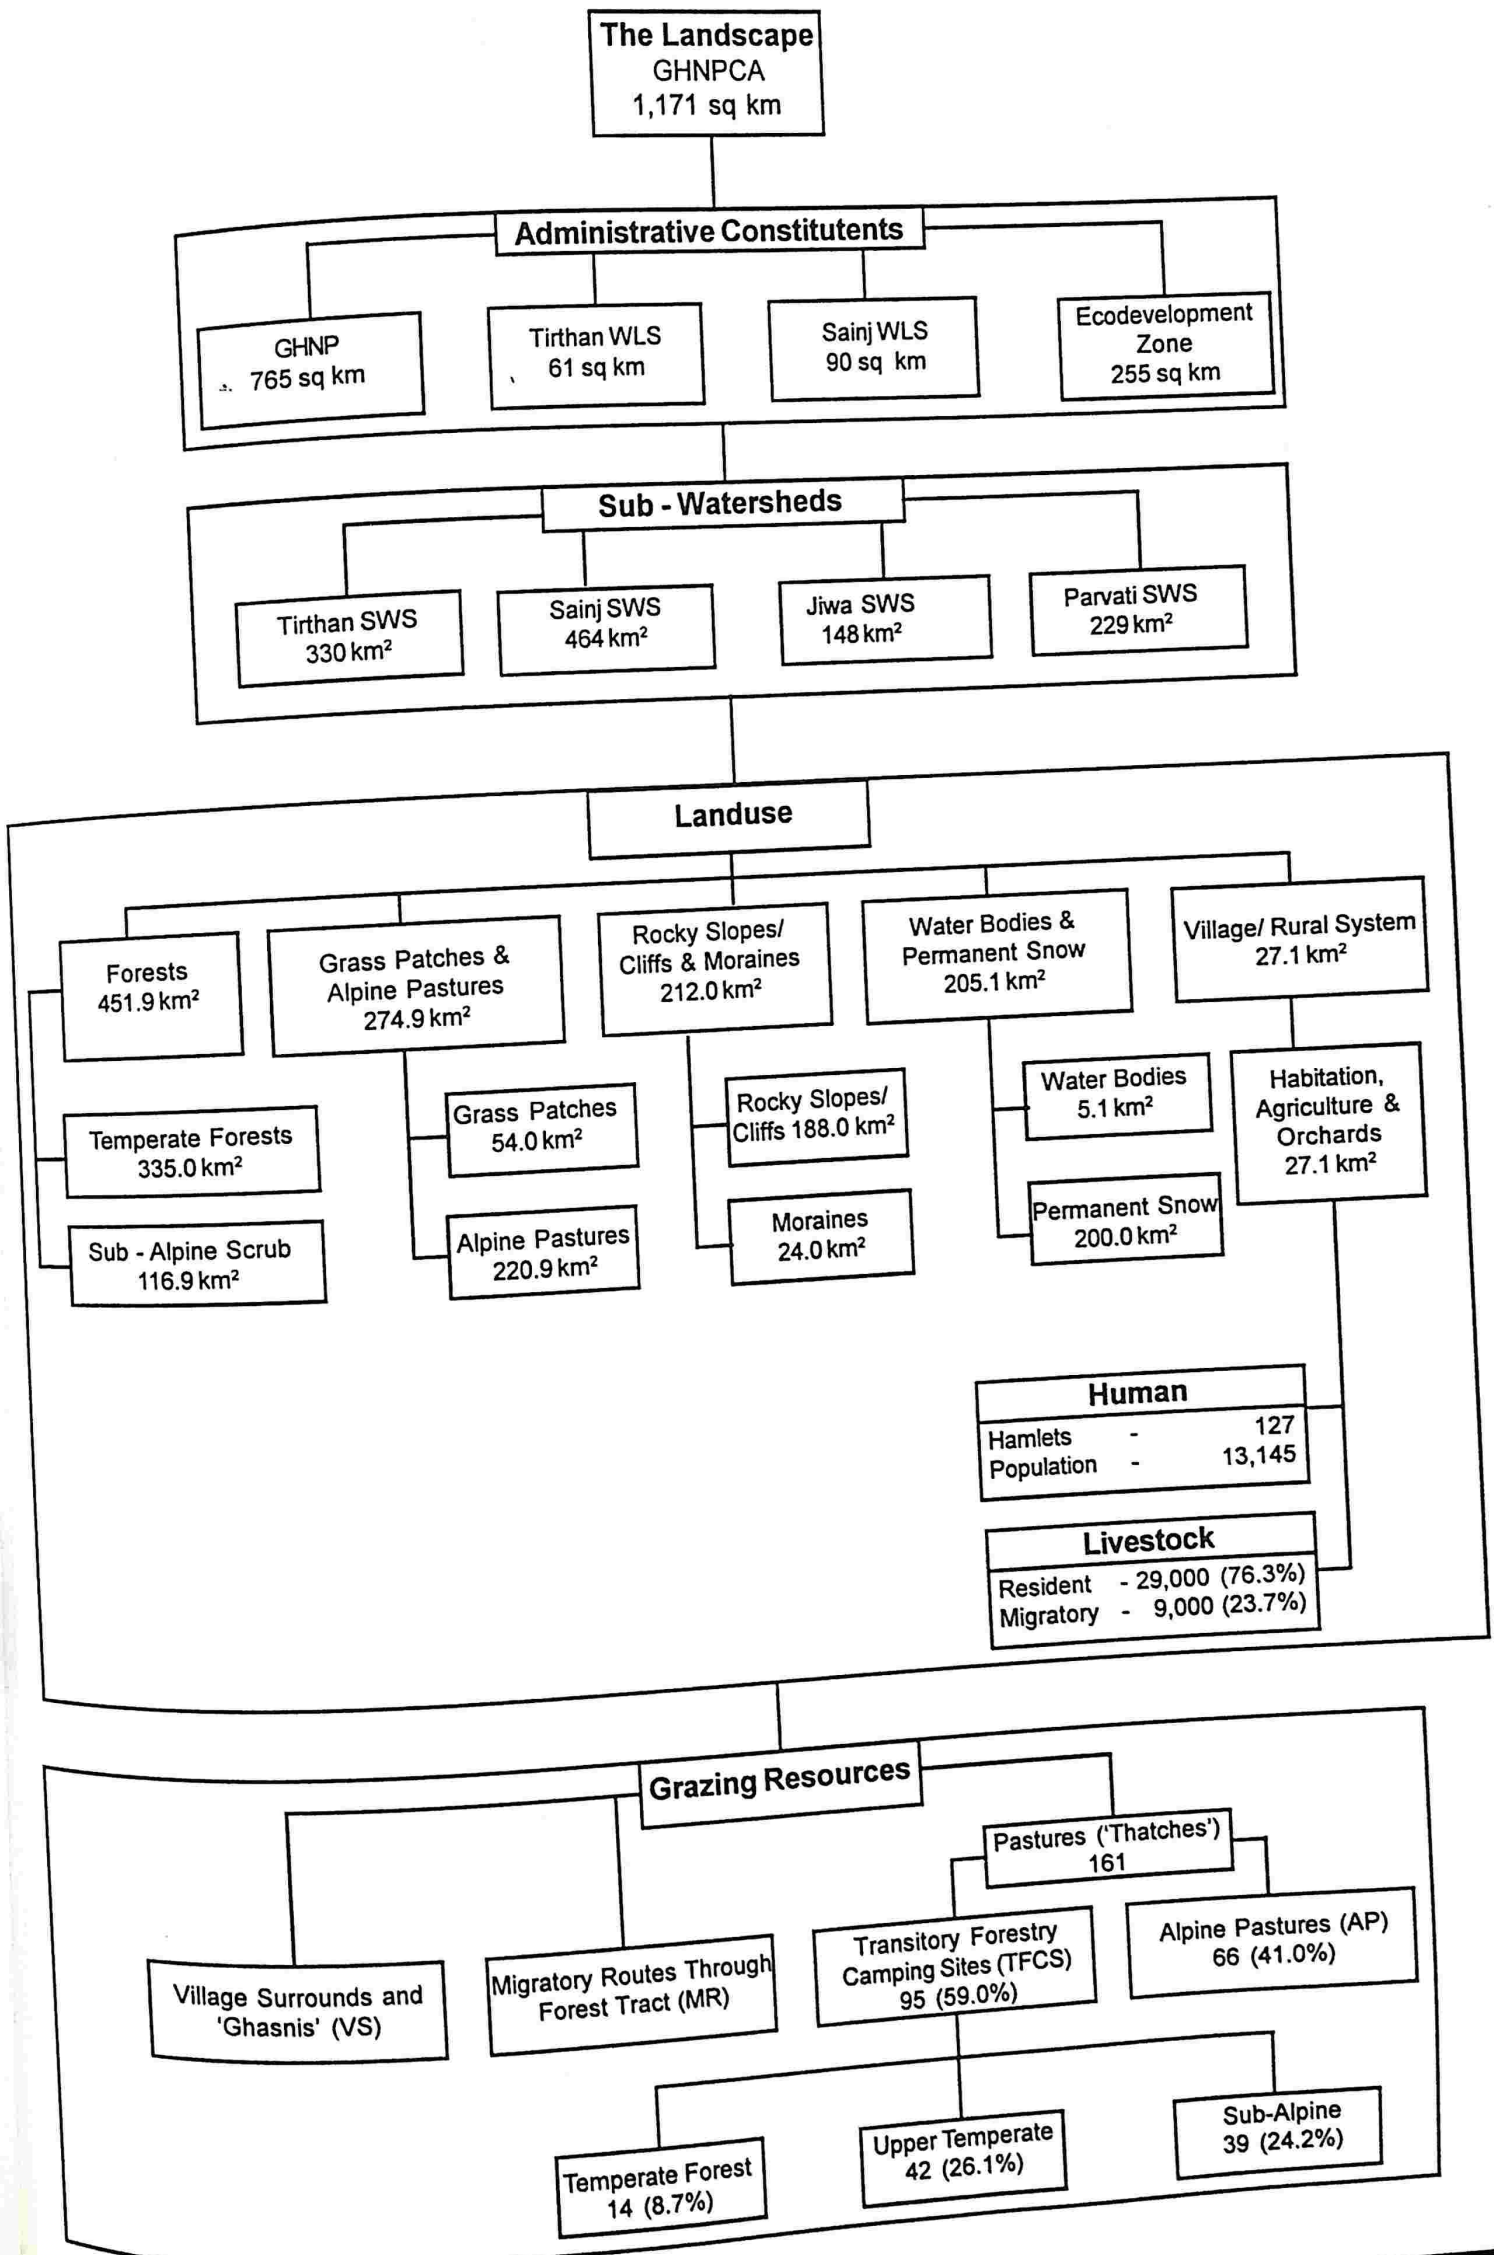 The Landscape
GHNPCA
1,171 sq km
Administrative Constitutents
GHNP
765 sq km
Tirthan WLS
61 sq km
Sainj WLS
90 sq km
Ecodevelopment
Zone
255 sq km
Sub - Watersheds
Tirthan SWS
330 km²
Sainj SWS
464 km²
Jiwa SWS
148 km²
Parvati SWS
229 km²
Landuse
Forests
451.9 km²
Grass Patches &
Alpine Pastures
274.9 km²
Rocky Slopes/
Cliffs & Moraines
212.0 km²
Water Bodies &
Permanent Snow
205.1 km²
Village/ Rural System
27.1 km²
Temperate Forests
335.0 km²
Sub - Alpine Scrub
116.9 km²
Grass Patches
54.0 km²
Alpine Pastures
220.9 km²
Rocky Slopes/
Cliffs 188.0 km²
Moraines
24.0 km²
Water Bodies
5.1 km²
Permanent Snow
200.0 km²
Habitation,
Agriculture &
Orchards
27.1 km²
Human
Hamlets - 127
Population - 13,145
Livestock
Resident - 29,000 (76.3%)
Migratory - 9,000 (23.7%)
Grazing Resources
Village Surrounds and
'Ghasnis' (VS)
Migratory Routes Through
Forest Tract (MR)
Pastures ('Thatches')
161
Transitory Forestry
Camping Sites (TFCS)
95 (59.0%)
Alpine Pastures (AP)
66 (41.0%)
Temperate Forest
14 (8.7%)
Upper Temperate
42 (26.1%)
Sub-Alpine
39 (24.2%)